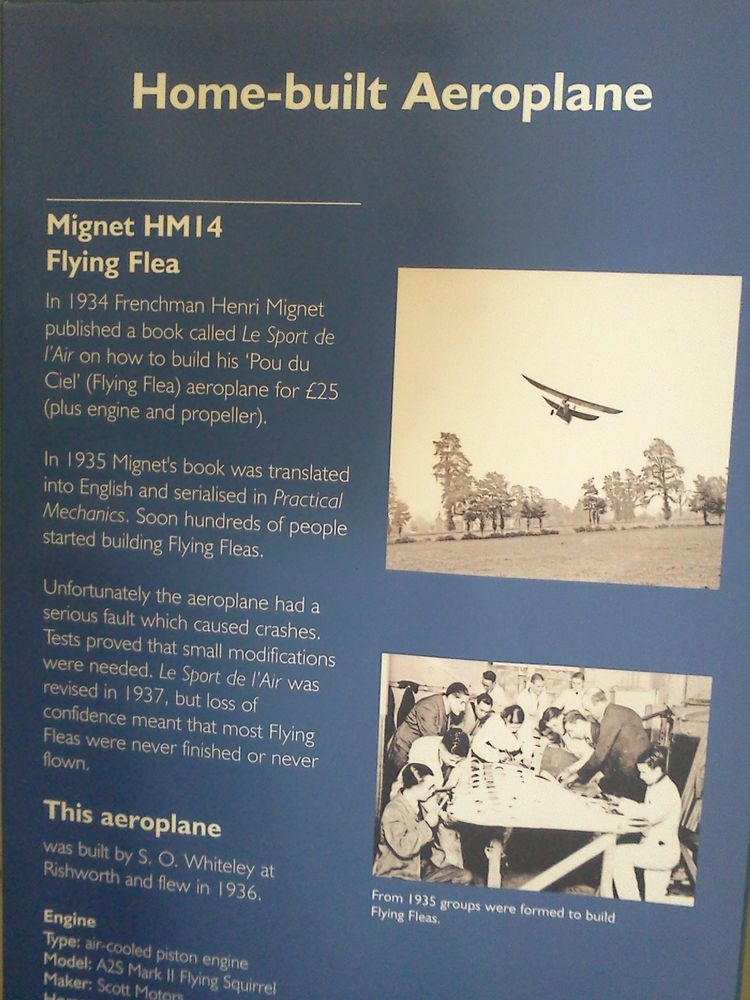 Home-built Aeroplane
Mignet HM14
Flying Flea
In 1934 Frenchman Henri Mignet
published a book called Le Sport de
l'Air on how to build his 'Pou du
Ciel' (Flying Flea) aeroplane for £25
(plus engine and propeller).
In 1935 Mignet's book was translated
into English and serialised in Practical
Mechanics. Soon hundreds of people
started building Flying Fleas.
Unfortunately the aeroplane had a
serious fault which caused crashes.
Tests proved that small modifications
were needed. Le Sport de l'Air was
revised in 1937, but loss of
confidence meant that most Flying
Fleas were never finished or never
flown.
This aeroplane
was built by S. O. Whiteley at
Rishworth and flew in 1936.
Engine
Type: air-cooled piston engine
Model: A2S Mark II Flying Squirrel
Maker: Scott Motors
From 1935 groups were formed to build
Flying Fleas.